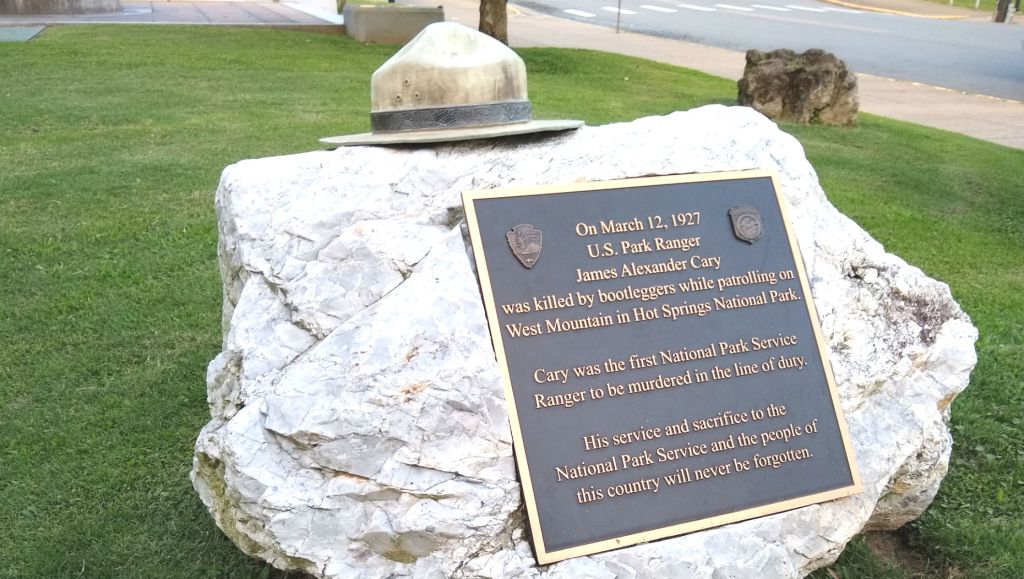 On March 12, 1927
U.S. Park Ranger
James Alexander Cary
was killed by bootleggers while patrolling on
West Mountain in Hot Springs National Park.
Cary was the first National Park Service
Ranger to be murdered in the line of duty.
His service and sacrifice to the
National Park Service and the people of
this country will never be forgotten.